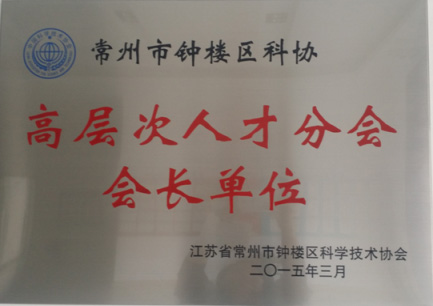 常州市钟楼区科协
高层次人才分会
会长单位
江苏省常州市钟楼区科学技术协会
二〇一五年三月